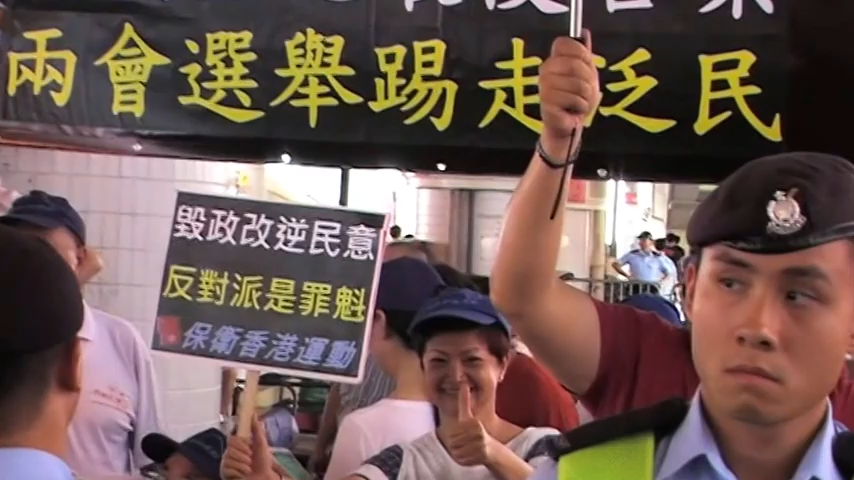 兩會選舉踢走泛民
毀政改逆民意
反對派是罪魁
保衛香港運動